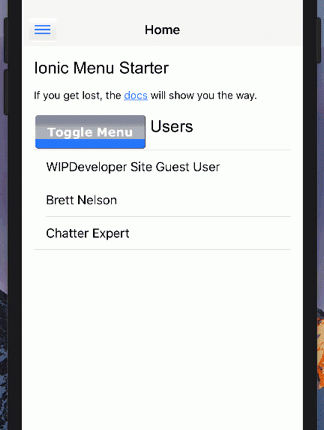 Home
Ionic Menu Starter
If you get lost, the docs will show you the way.
Toggle Menu Users
WIPDeveloper Site Guest User
Brett Nelson
Chatter Expert